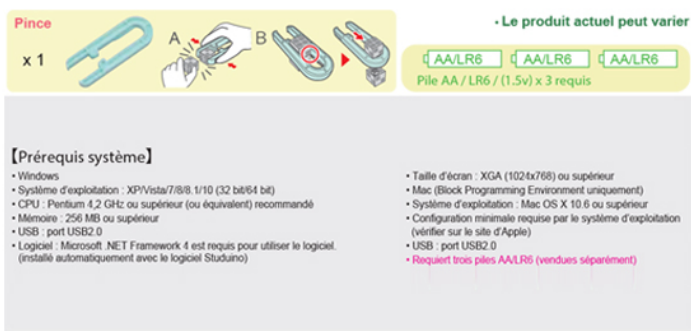 Pince
x 1
A
B
• Le produit actuel peut varier
AA/LR6
AA/LR6
AA/LR6
Pile AA / LR6 / (1.5v) x 3 requis
【Prérequis système】
• Windows
• Système d'exploitation : XP/Vista/7/8/8.1/10 (32 bit/64 bit)
• CPU : Pentium 4,2 GHz ou supérieur (ou équivalent) recommandé
• Mémoire : 256 MB ou supérieur
• USB : port USB2.0
• Logiciel : Microsoft .NET Framework 4 est requis pour utiliser le logiciel.
(installé automatiquement avec le logiciel Studuino)
• Taille d'écran : XGA (1024x768) ou supérieur
• Mac (Block Programming Environment uniquement)
• Système d'exploitation : Mac OS X 10.6 ou supérieur
• Configuration minimale requise par le système d'exploitation
(vérifier sur le site d'Apple)
• USB : port USB2.0
• Requiert trois piles AA/LR6 (vendues séparément)